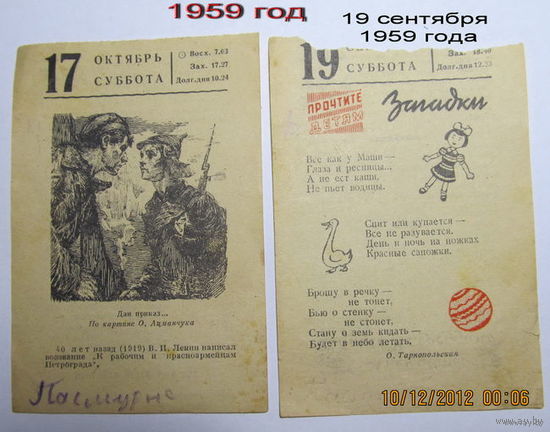 1959 год
19 сентября
1959 года
17
ОКТЯБРЬ
СУББОТА
Восх. 7.03
Зах. 17.27
Долг. дня 10.24
Дан приказ...
По картине О. Ацманчука
40 лет назад (1919) В. И. Ленин написал
воззвание „К рабочим и красноармейцам
Петрограда".
Пасмурно
19
СУББОТА
Зах.
Долг. дня
ПРОЧТИТЕ
ДЕТЯМ
Загадки
Все как у Маши —
Глаза и ресницы...
А не ест каши,
Не пьет водицы.
Спит или купается —
Все не разувается.
День и ночь на ножках
Красные сапожки.
Брошу в речку —
не тонет,
Бью о стенку —
не стонет,
Стану о земь кидать —
Будет в небо летать.
О. Тарнопольская
10/12/2012 00:06